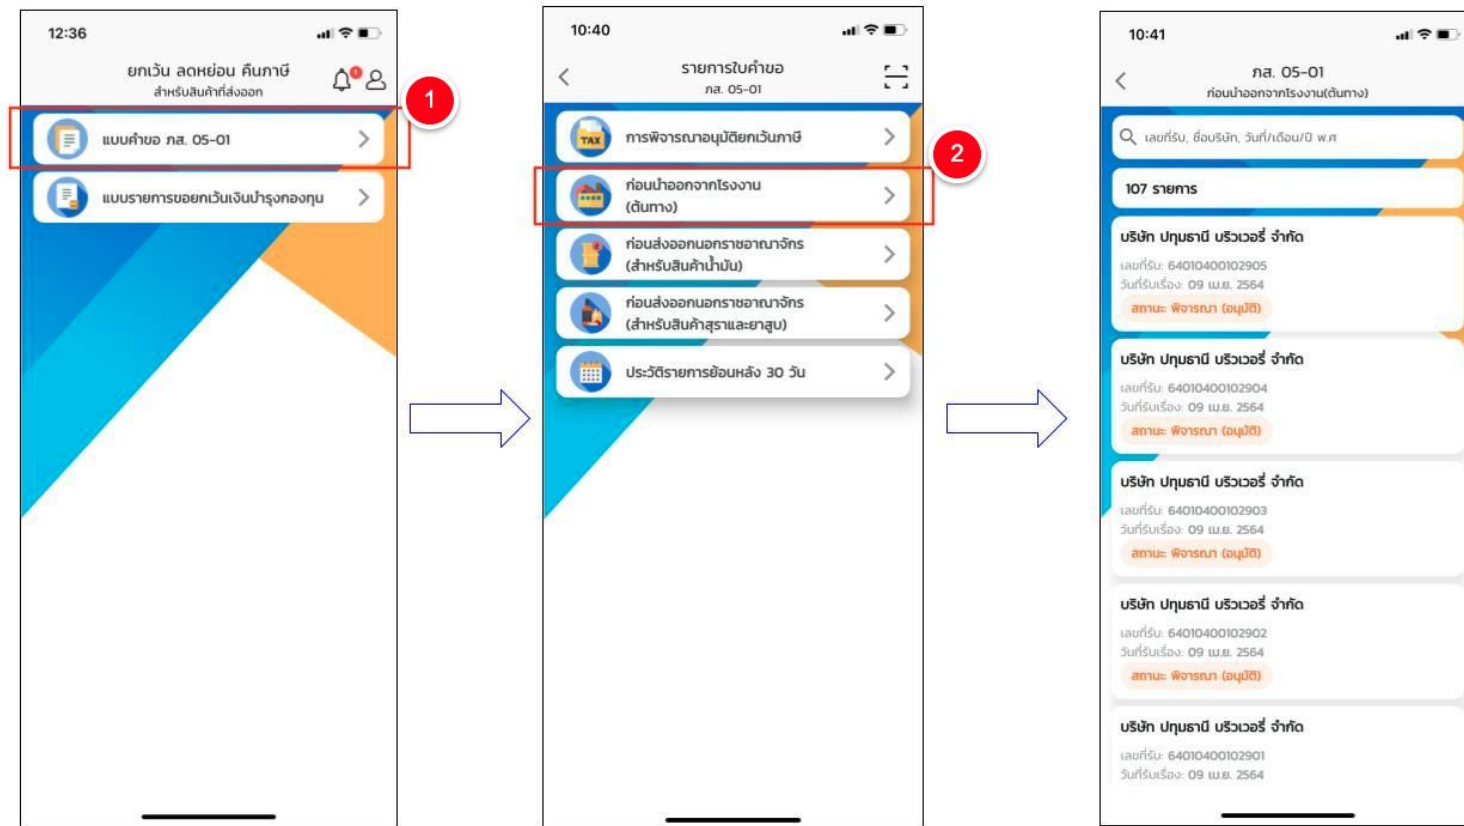 12:36
ยกเว้น ลดหย่อน คืนภาษี
สำหรับสินค้าที่ส่งออก
1
แบบคำขอ ภส. 05-01
แบบรายการขอยกเว้นเงินบำรุงกองทุน
10:40
รายการใบคำขอ
ภส. 05-01
TAX
การพิจารณาอนุมัติยกเว้นภาษี
2
ก่อนนำออกจากโรงงาน
(ต้นทาง)
ก่อนส่งออกนอกราชอาณาจักร
(สำหรับสินค้าน้ำมัน)
ก่อนส่งออกนอกราชอาณาจักร
(สำหรับสินค้าสุราและยาสูบ)
ประวัติรายการย้อนหลัง 30 วัน
10:41
ภส. 05-01
ก่อนนำออกจากโรงงาน(ต้นทาง)
เลขที่รับ, ชื่อบริษัท, วันที่/เดือน/ปี พ.ศ
107 รายการ
บริษัท ปทุมธานี บริวเวอรี่ จำกัด
เลขที่รับ: 64010400102905
วันที่รับเรื่อง: 09 เม.ย. 2564
สถานะ พิจารณา (อนุมัติ)
บริษัท ปทุมธานี บริวเวอรี่ จำกัด
เลขที่รับ: 64010400102904
วันที่รับเรื่อง: 09 เม.ย. 2564
สถานะ พิจารณา (อนุมัติ)
บริษัท ปทุมธานี บริวเวอรี่ จำกัด
เลขที่รับ: 64010400102903
วันที่รับเรื่อง: 09 เม.ย. 2564
สถานะ พิจารณา (อนุมัติ)
บริษัท ปทุมธานี บริวเวอรี่ จำกัด
เลขที่รับ: 64010400102902
วันที่รับเรื่อง: 09 เม.ย. 2564
สถานะ พิจารณา (อนุมัติ)
บริษัท ปทุมธานี บริวเวอรี่ จำกัด
เลขที่รับ: 64010400102901
วันที่รับเรื่อง: 09 เม.ย. 2564